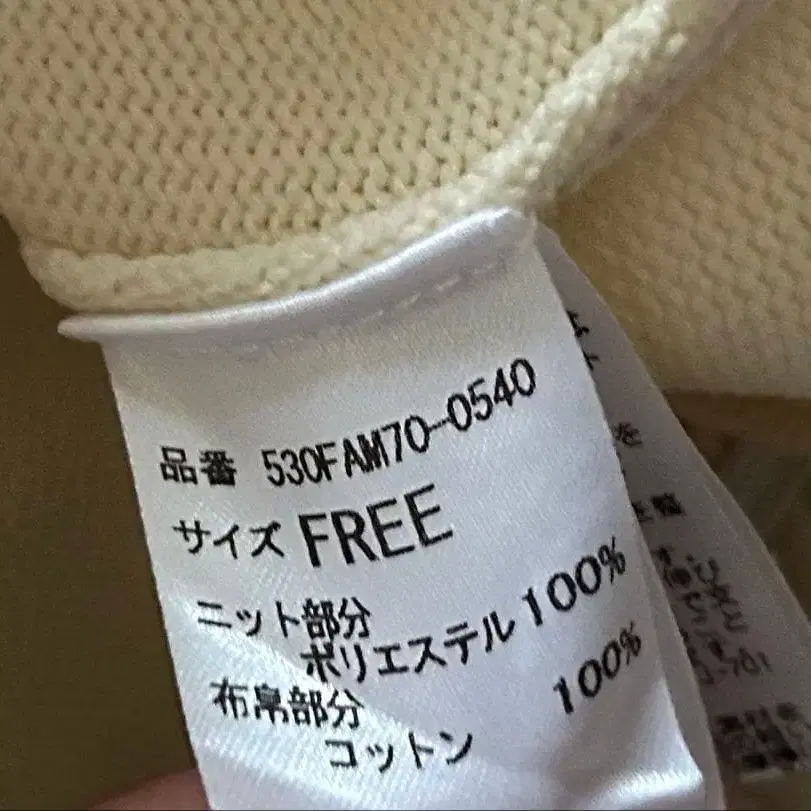 品番 530FAM70-0540
サイズ FREE
ニット部分
ポリエステル 100%
布帛部分
コットン 100%